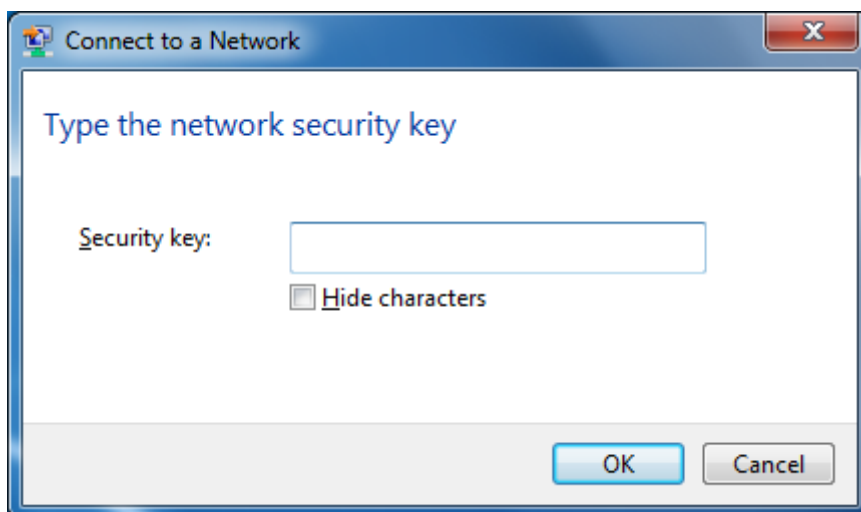 Connect to a Network
Type the network security key
Security key:
Hide characters
OK Cancel